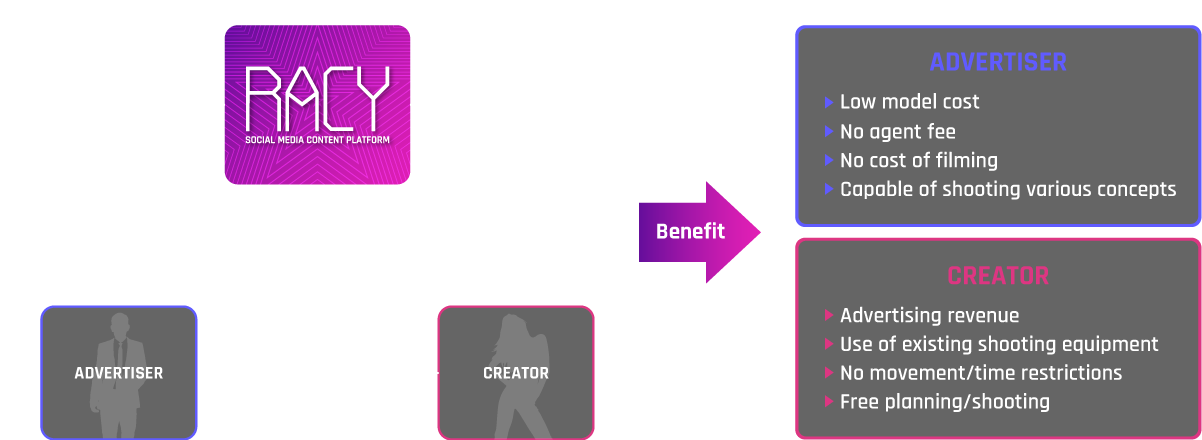 RACY
SOCIAL MEDIA CONTENT PLATFORM
ADVERTISER
CREATOR
Benefit
ADVERTISER
Low model cost
No agent fee
No cost of filming
Capable of shooting various concepts
CREATOR
Advertising revenue
Use of existing shooting equipment
No movement/time restrictions
Free planning/shooting